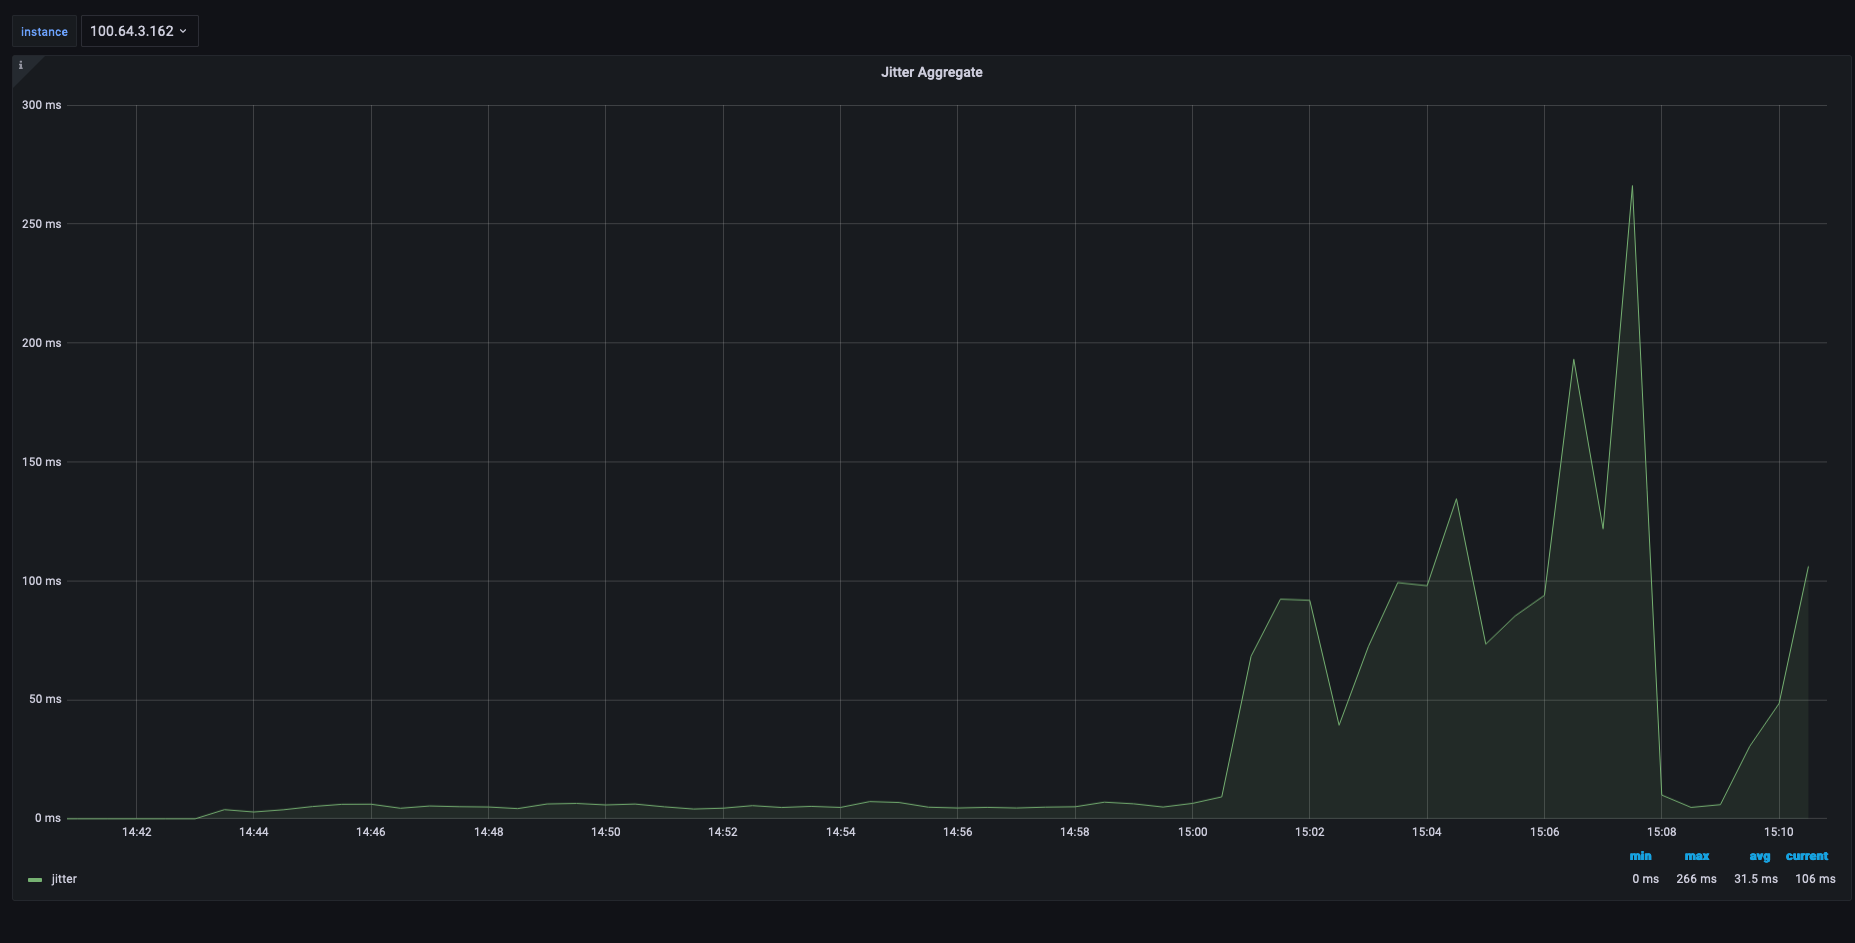 instance 100.64.3.162
i
Jitter Aggregate
300 ms
250 ms
200 ms
150 ms
100 ms
50 ms
0 ms
14:42 14:44 14:46 14:48 14:50 14:52 14:54 14:56 14:58 15:00 15:02 15:04 15:06 15:08 15:10
min max avg current
jitter 0 ms 266 ms 31.5 ms 106 ms